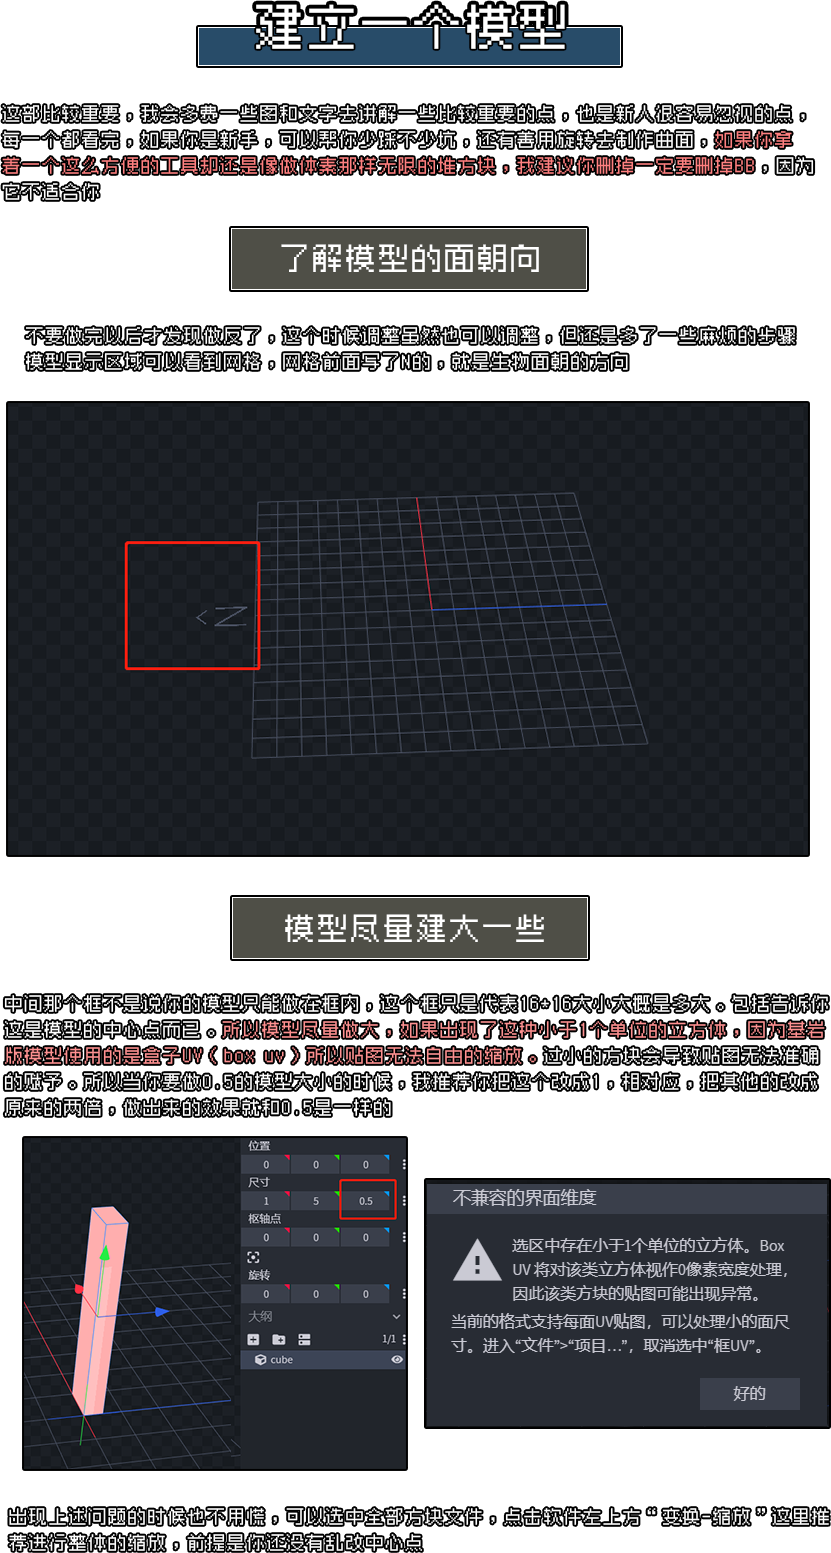 建立一个模型
这部比较重要，我会多费一些图和文字去讲解一些比较重要的点，也是新人很容易忽视的点，
每一个都看完，如果你是新手，可以帮你少踩不少坑，还有善用旋转去制作曲面，如果你拿
着一个这么方便的工具却还是像做体素那样无限的堆方块，我建议你删掉一定要删掉BB，因为
它不适合你
了解模型的面朝向
不要做完以后才发现做反了，这个时候调整虽然也可以调整，但还是多了一些麻烦的步骤
模型显示区域可以看到网格，网格前面写了N的，就是生物面朝的方向
N
模型尽量建大一些
中间那个框不是说你的模型只能做在框内，这个框只是代表16*16大小大概是多大。包括告诉你
这是模型的中心点而已。所以模型尽量做大，如果出现了这种小于1个单位的立方体，因为基岩
版模型使用的是盒子UV（box uv）所以贴图无法自由的缩放。过小的方块会导致贴图无法准确
的赋予。所以当你要做0.5的模型大小的时候，我推荐你把这个改成1，相对应，把其他的改成
原来的两倍，做出来的效果就和0.5是一样的
位置
0 0 0
尺寸
1 5 0.5
枢轴点
0 0 0
旋转
0 0 0
大纲
1/1
cube
不兼容的界面维度
选区中存在小于1个单位的立方体。Box
UV 将对该类立方体视作0像素宽度处理，
因此该类方块的贴图可能出现异常。
当前的格式支持每面UV贴图，可以处理小的面尺
寸。进入“文件”>“项目...”，取消选中“框UV”。
好的
出现上述问题的时候也不用慌，可以选中全部方块文件，点击软件左上方“变换-缩放”这里推
荐进行整体的缩放，前提是你还没有乱改中心点